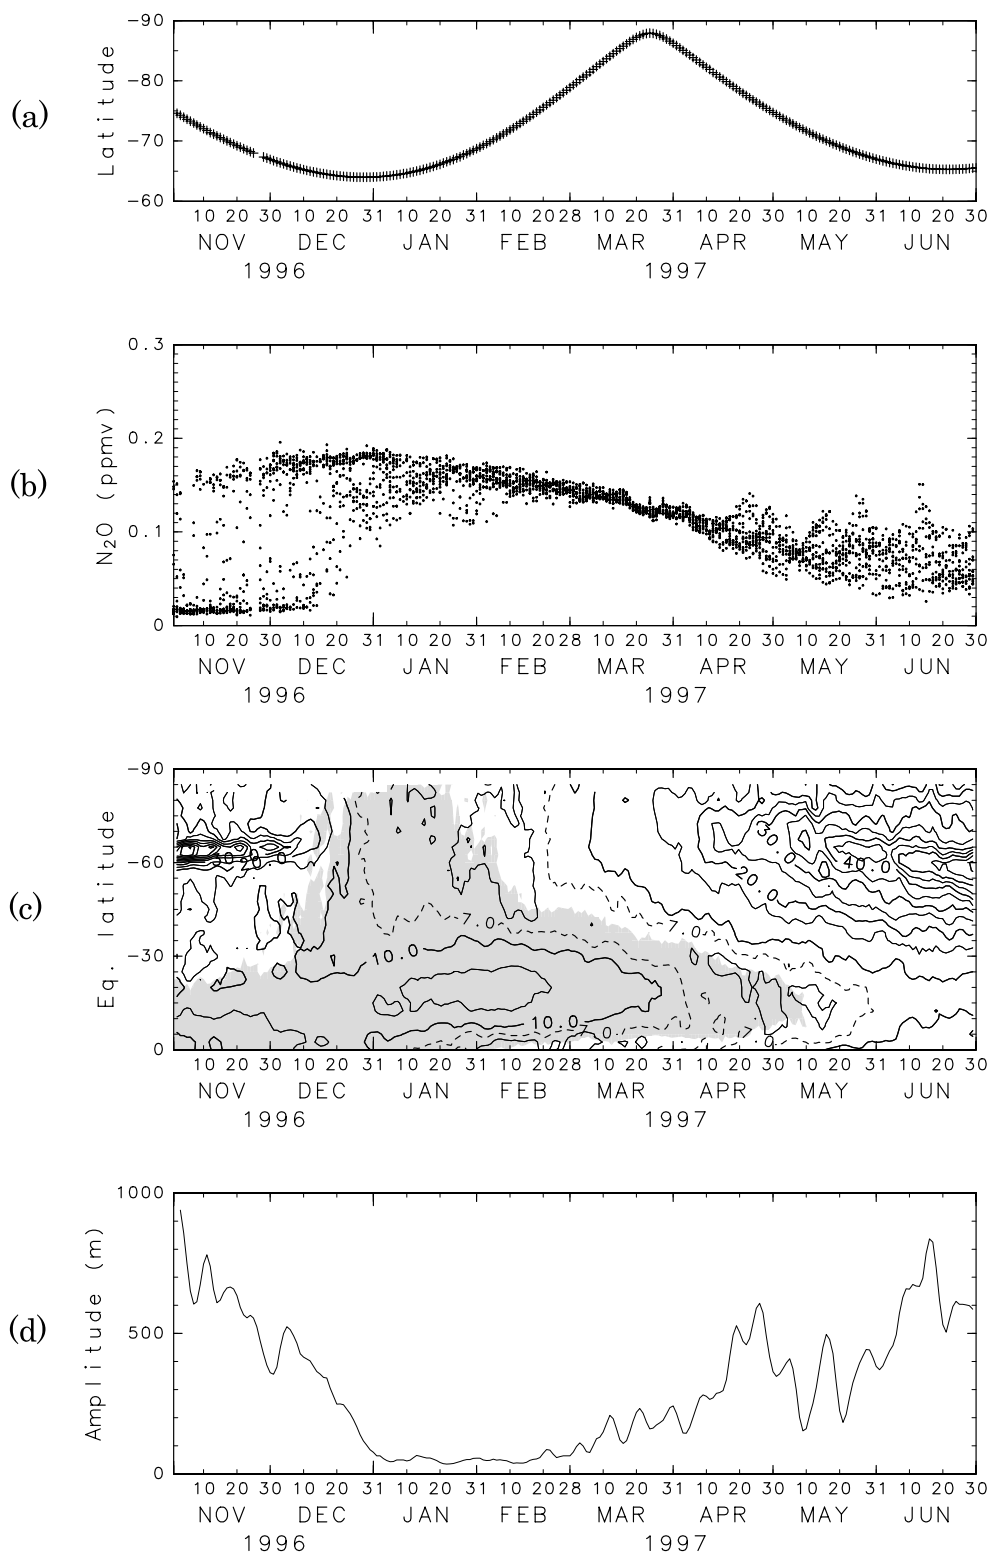 (a)
Latitude
-90
-80
-70
-60
10 20 30 10 20 31 10 20 31 10 20 28 10 20 31 10 20 30 10 20 31 10 20 30
NOV DEC JAN FEB MAR APR MAY JUN
1996 1997
(b)
N₂O (ppmv)
0.3
0.2
0.1
0
10 20 30 10 20 31 10 20 31 10 20 28 10 20 31 10 20 30 10 20 31 10 20 30
NOV DEC JAN FEB MAR APR MAY JUN
1996 1997
(c)
Eq. latitude
-90
-60
-30
0
30.0
40.0
20.0
7.0
7.0
10.0
10.0
7.0
10 20 30 10 20 31 10 20 31 10 20 28 10 20 31 10 20 30 10 20 31 10 20 30
NOV DEC JAN FEB MAR APR MAY JUN
1996 1997
(d)
Amplitude (m)
1000
500
0
10 20 30 10 20 31 10 20 31 10 20 28 10 20 31 10 20 30 10 20 31 10 20 30
NOV DEC JAN FEB MAR APR MAY JUN
1996 1997